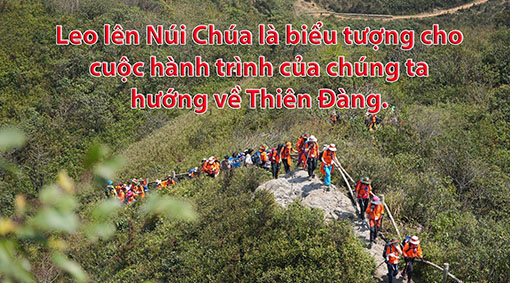 Leo lên Núi Chúa là biểu tượng cho
cuộc hành trình của chúng ta
hướng về Thiên Đàng.